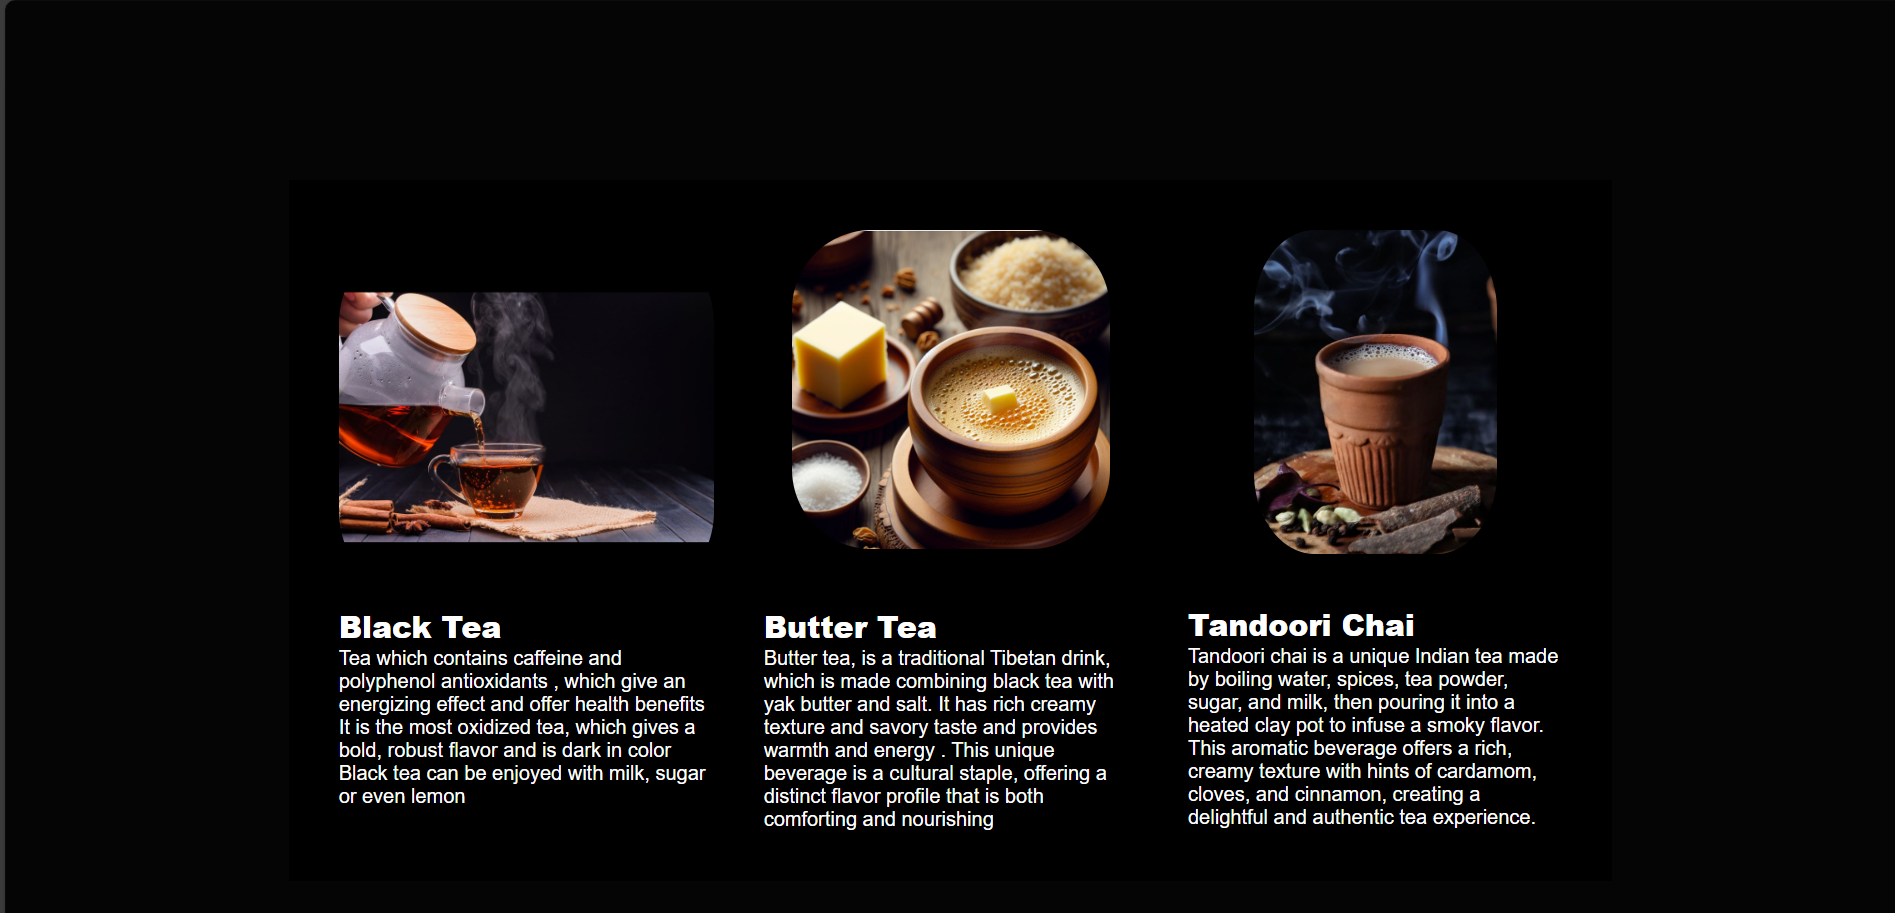 Black Tea
Tea which contains caffeine and
polyphenol antioxidants , which give an
energizing effect and offer health benefits
It is the most oxidized tea, which gives a
bold, robust flavor and is dark in color
Black tea can be enjoyed with milk, sugar
or even lemon
Butter Tea
Butter tea, is a traditional Tibetan drink,
which is made combining black tea with
yak butter and salt. It has rich creamy
texture and savory taste and provides
warmth and energy . This unique
beverage is a cultural staple, offering a
distinct flavor profile that is both
comforting and nourishing
Tandoori Chai
Tandoori chai is a unique Indian tea made
by boiling water, spices, tea powder,
sugar, and milk, then pouring it into a
heated clay pot to infuse a smoky flavor.
This aromatic beverage offers a rich,
creamy texture with hints of cardamom,
cloves, and cinnamon, creating a
delightful and authentic tea experience.